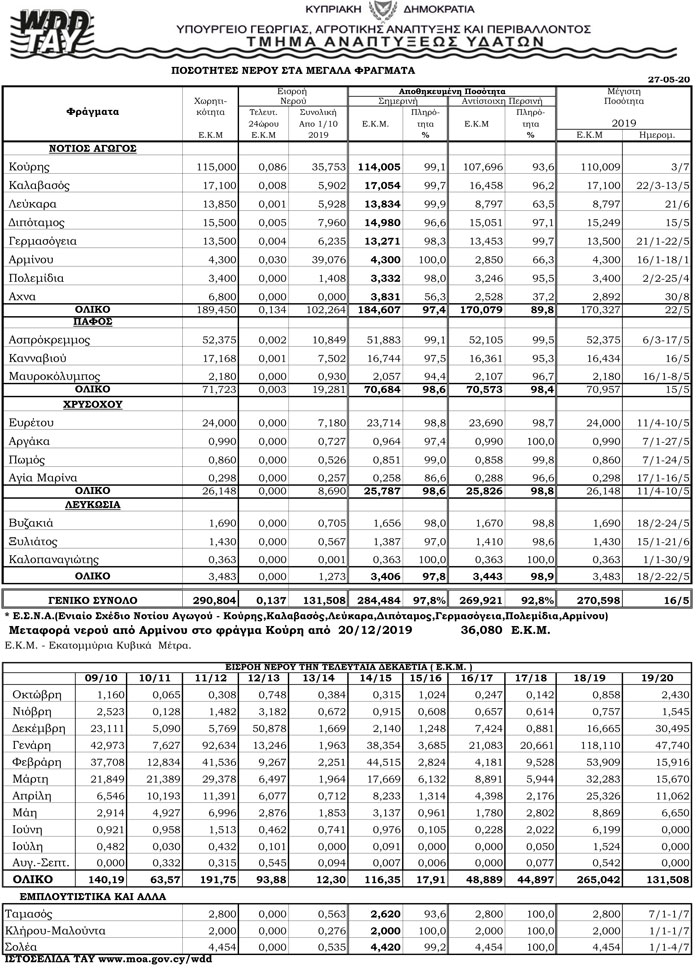 WDD
TAY
ΚΥΠΡΙΑΚΗ ΔΗΜΟΚΡΑΤΙΑ
ΥΠΟΥΡΓΕΙΟ ΓΕΩΡΓΙΑΣ, ΑΓΡΟΤΙΚΗΣ ΑΝΑΠΤΥΞΗΣ ΚΑΙ ΠΕΡΙΒΑΛΛΟΝΤΟΣ
ΤΜΗΜΑ ΑΝΑΠΤΥΞΕΩΣ ΥΔΑΤΩΝ
ΠΟΣΟΤΗΤΕΣ ΝΕΡΟΥ ΣΤΑ ΜΕΓΑΛΑ ΦΡΑΓΜΑΤΑ
27-05-20
Εισροή Αποθηκευμένη Ποσότητα Μέγιστη
Φράγματα Χωρητι- Νερού Σημερινή Αντίστοιχη Περσινή Ποσότητα
κότητα Τελευτ. Συνολική Πληρό- Πληρό-
24ώρου Απο 1/10 Ε.Κ.Μ. τητα Ε.Κ.Μ τητα 2019
Ε.Κ.Μ Ε.Κ.Μ 2019 % % Ε.Κ.Μ Ημερομ.
ΝΟΤΙΟΣ ΑΓΩΓΟΣ
Κούρης 115,000 0,086 35,753 114,005 99,1 107,696 93,6 110,009 3/7
Καλαβασός 17,100 0,008 5,902 17,054 99,7 16,458 96,2 17,100 22/3-13/5
Λεύκαρα 13,850 0,001 5,928 13,834 99,9 8,797 63,5 8,797 21/6
Διπόταμος 15,500 0,005 7,960 14,980 96,6 15,051 97,1 15,249 15/5
Γερμασόγεια 13,500 0,004 6,235 13,271 98,3 13,453 99,7 13,500 21/1-22/5
Αρμίνου 4,300 0,030 39,076 4,300 100,0 2,850 66,3 4,300 16/1-18/1
Πολεμίδια 3,400 0,000 1,408 3,332 98,0 3,246 95,5 3,400 2/2-25/4
Αχνα 6,800 0,000 0,000 3,831 56,3 2,528 37,2 2,892 30/8
ΟΛΙΚΟ 189,450 0,134 102,264 184,607 97,4 170,079 89,8 170,327 22/5
ΠΑΦΟΣ
Ασπρόκρεμμος 52,375 0,002 10,849 51,883 99,1 52,105 99,5 52,375 6/3-17/5
Κανναβιού 17,168 0,001 7,502 16,744 97,5 16,361 95,3 16,434 16/5
Μαυροκόλυμπος 2,180 0,000 0,930 2,057 94,4 2,107 96,7 2,180 16/1-8/5
ΟΛΙΚΟ 71,723 0,003 19,281 70,684 98,6 70,573 98,4 70,957 15/5
ΧΡΥΣΟΧΟΥ
Ευρέτου 24,000 0,000 7,180 23,714 98,8 23,690 98,7 24,000 11/4-10/5
Αργάκα 0,990 0,000 0,727 0,964 97,4 0,990 100,0 0,990 7/1-27/5
Πωμός 0,860 0,000 0,526 0,851 99,0 0,858 99,8 0,860 7/1-24/5
Αγία Μαρίνα 0,298 0,000 0,257 0,258 86,6 0,288 96,6 0,298 17/1-16/5
ΟΛΙΚΟ 26,148 0,000 8,690 25,787 98,6 25,826 98,8 26,148 11/4-10/5
ΛΕΥΚΩΣΙΑ
Βυζακιά 1,690 0,000 0,705 1,656 98,0 1,670 98,8 1,690 18/2-24/5
Ξυλιάτος 1,430 0,000 0,567 1,387 97,0 1,410 98,6 1,430 15/1-21/6
Καλοπαναγιώτης 0,363 0,000 0,001 0,363 100,0 0,363 100,0 0,363 1/1-30/9
ΟΛΙΚΟ 3,483 0,000 1,273 3,406 97,8 3,443 98,9 3,483 18/2-22/5
ΓΕΝΙΚΟ ΣΥΝΟΛΟ 290,804 0,137 131,508 284,484 97,8% 269,921 92,8% 270,598 16/5
* Ε.Σ.Ν.Α.(Ενιαίο Σχέδιο Νοτίου Αγωγού - Κούρης,Καλαβασός,Λεύκαρα,Διπόταμος,Γερμασόγεια,Πολεμίδια,Αρμίνου)
Μεταφορά νερού από Αρμίνου στο φράγμα Κούρη από 20/12/2019 36,080 Ε.Κ.Μ.
Ε.Κ.Μ. - Εκατομμύρια Κυβικά Μέτρα.
ΕΙΣΡΟΗ ΝΕΡΟΥ ΤΗΝ ΤΕΛΕΥΤΑΙΑ ΔΕΚΑΕΤΙΑ ( Ε.Κ.Μ. )
09/10 10/11 11/12 12/13 13/14 14/15 15/16 16/17 17/18 18/19 19/20
Οκτώβρη 1,160 0,065 0,308 0,748 0,384 0,315 1,024 0,247 0,142 0,858 2,430
Νιόβρη 2,523 0,128 1,482 3,182 0,672 0,915 0,608 0,657 0,614 0,757 1,545
Δεκέμβρη 23,111 5,090 5,769 50,878 1,669 2,140 1,248 7,424 0,881 16,665 30,495
Γενάρη 42,973 7,627 92,634 13,246 1,963 38,354 3,685 21,083 20,661 118,110 47,740
Φεβράρη 37,708 12,834 41,536 9,267 2,251 44,515 2,824 4,181 9,528 53,909 15,916
Μάρτη 21,849 21,389 29,378 6,497 1,964 17,669 6,132 8,891 5,944 32,283 15,670
Απρίλη 6,546 10,193 11,391 6,077 0,712 8,233 1,314 4,398 2,176 25,326 11,062
Μάη 2,914 4,927 6,996 2,876 1,853 3,137 0,961 1,780 2,802 8,869 6,650
Ιούνη 0,921 0,958 1,513 0,462 0,741 0,976 0,105 0,228 2,022 6,199 0,000
Ιούλη 0,482 0,030 0,432 0,101 0,000 0,091 0,000 0,000 0,050 1,524 0,000
Αυγ.-Σεπτ. 0,000 0,332 0,315 0,545 0,094 0,007 0,006 0,000 0,077 0,542 0,000
ΟΛΙΚΟ 140,19 63,57 191,75 93,88 12,30 116,35 17,91 48,889 44,897 265,042 131,508
ΕΜΠΛΟΥΤΙΣΤΙΚΑ ΚΑΙ ΑΛΛΑ
Ταμασός 2,800 0,000 0,563 2,620 93,6 2,800 100,0 2,800 7/1-1/7
Κλήρου-Μαλούντα 2,000 0,000 0,276 2,000 100,0 2,000 100,0 2,000 1/1-1/7
Σολέα 4,454 0,000 0,535 4,420 99,2 4,454 100,0 4,454 1/1-4/7
ΙΣΤΟΣΕΛΙΔΑ ΤΑΥ www.moa.gov.cy/wdd